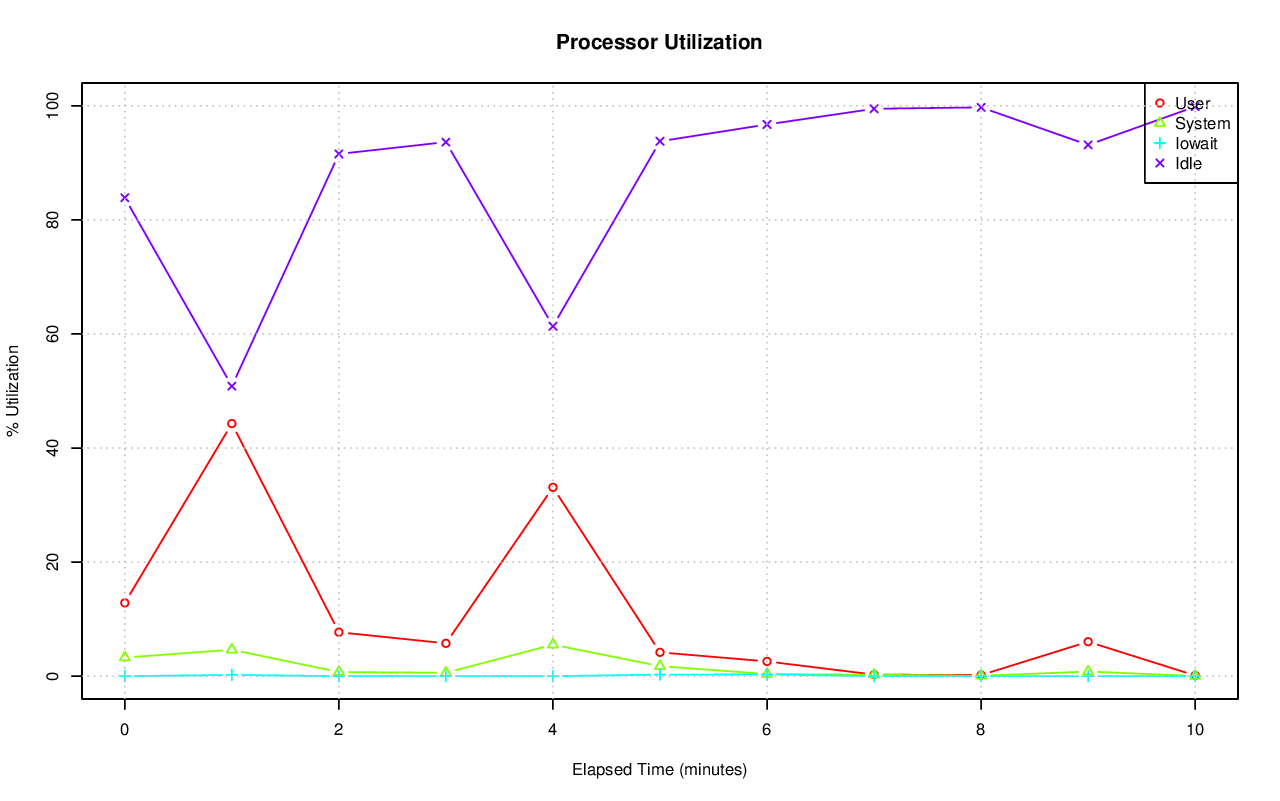 Processor Utilization
% Utilization
100
80
60
40
20
0
User
System
Iowait
Idle
0 2 4 6 8 10
Elapsed Time (minutes)